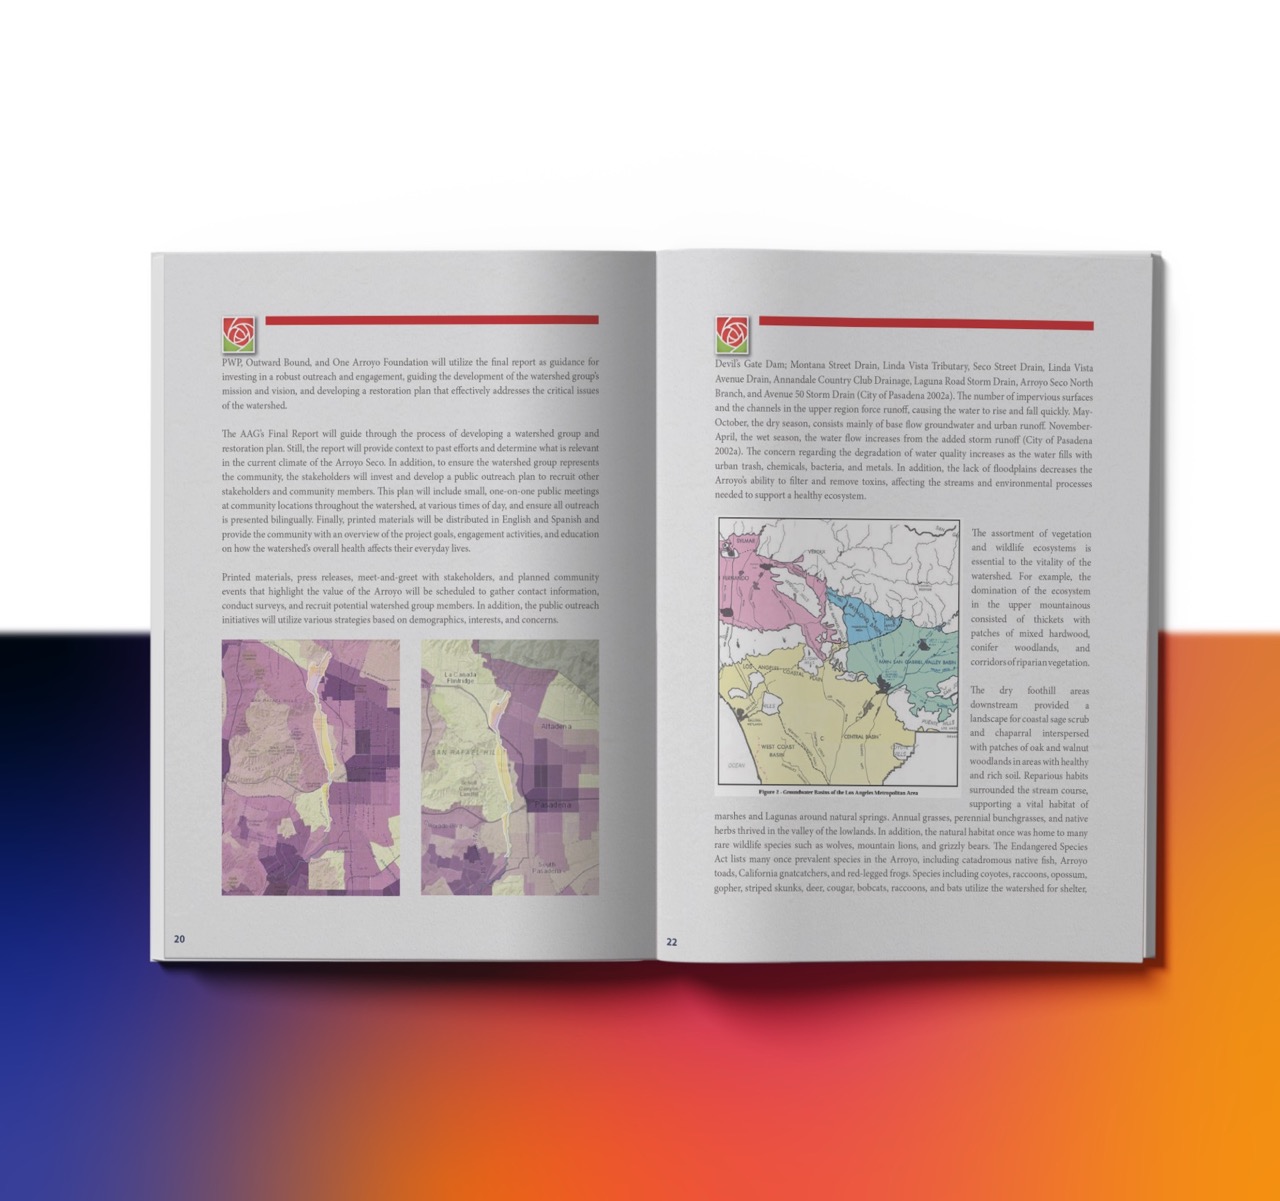 PWP, Outward Bound, and One Arroyo Foundation will utilize the final report as guidance for
investing in a robust outreach and engagement, guiding the development of the watershed group's
mission and vision, and developing a restoration plan that effectively addresses the critical issues
of the watershed.
The AAG's Final Report will guide through the process of developing a watershed group and
restoration plan. Still, the report will provide context to past efforts and determine what is relevant
in the current climate of the Arroyo Seco. In addition, to ensure the watershed group represents
the community, the stakeholders will invest and develop a public outreach plan to recruit other
stakeholders and community members. This plan will include small, one-on-one public meetings
at community locations throughout the watershed, at various times of day, and ensure all outreach
is presented bilingually. Finally, printed materials will be distributed in English and Spanish and
provide the community with an overview of the project goals, engagement activities, and education
on how the watershed's overall health affects their everyday lives.
Printed materials, press releases, meet-and-greet with stakeholders, and planned community
events that highlight the value of the Arroyo will be scheduled to gather contact information,
conduct surveys, and recruit potential watershed group members. In addition, the public outreach
initiatives will utilize various strategies based on demographics, interests, and concerns.
La Canada
Flintridge
Altadena
SAN RAFAEL HIL
Pasadena
South
Pasadena
20
Devil's Gate Dam; Montana Street Drain, Linda Vista Tributary, Seco Street Drain, Linda Vista
Avenue Drain, Annandale Country Club Drainage, Laguna Road Storm Drain, Arroyo Seco North
Branch, and Avenue 50 Storm Drain (City of Pasadena 2002a). The number of impervious surfaces
and the channels in the upper region force runoff, causing the water to rise and fall quickly. May-
October, the dry season, consists mainly of base flow groundwater and urban runoff. November-
April, the wet season, the water flow increases from the added storm runoff (City of Pasadena
2002a). The concern regarding the degradation of water quality increases as the water fills with
urban trash, chemicals, bacteria, and metals. In addition, the lack of floodplains decreases the
Arroyo's ability to filter and remove toxins, affecting the streams and environmental processes
needed to support a healthy ecosystem.
SYLMAR
VERDUGO
MAIN SAN GABRIEL VALLEY BASIN
LOS ANGELES COASTAL PLAIN
HILLS
PUENTE HILLS
CENTRAL BASIN
WEST COAST
BASIN
OCEAN
Figure 2 - Groundwater Basins of the Los Angeles Metropolitan Area
The assortment of vegetation
and wildlife ecosystems is
essential to the vitality of the
watershed. For example, the
domination of the ecosystem
in the upper mountainous
consisted of thickets with
patches of mixed hardwood,
conifer woodlands, and
corridors of riparian vegetation.
The dry foothill areas
downstream provided a
landscape for coastal sage scrub
and chaparral interspersed
with patches of oak and walnut
woodlands in areas with healthy
and rich soil. Reparious habits
surrounded the stream course,
supporting a vital habitat of
marshes and Lagunas around natural springs. Annual grasses, perennial bunchgrasses, and native
herbs thrived in the valley of the lowlands. In addition, the natural habitat once was home to many
rare wildlife species such as wolves, mountain lions, and grizzly bears. The Endangered Species
Act lists many once prevalent species in the Arroyo, including catadromous native fish, Arroyo
toads, California gnatcatchers, and red-legged frogs. Species including coyotes, raccoons, opossum,
gopher, striped skunks, deer, cougar, bobcats, raccoons, and bats utilize the watershed for shelter,
22